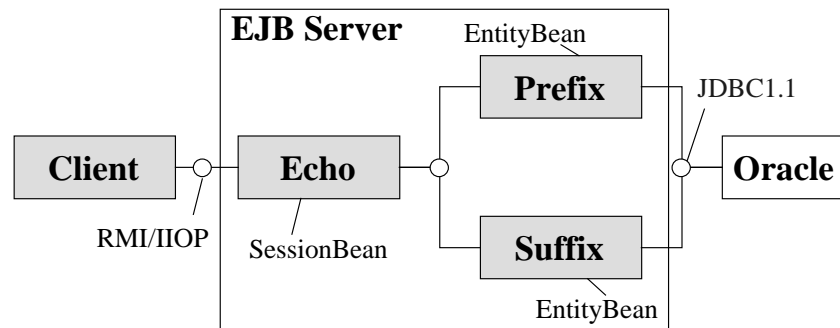 EJB Server
EntityBean
Prefix
JDBC1.1
Client
Echo
Oracle
RMI/IIOP
SessionBean
Suffix
EntityBean